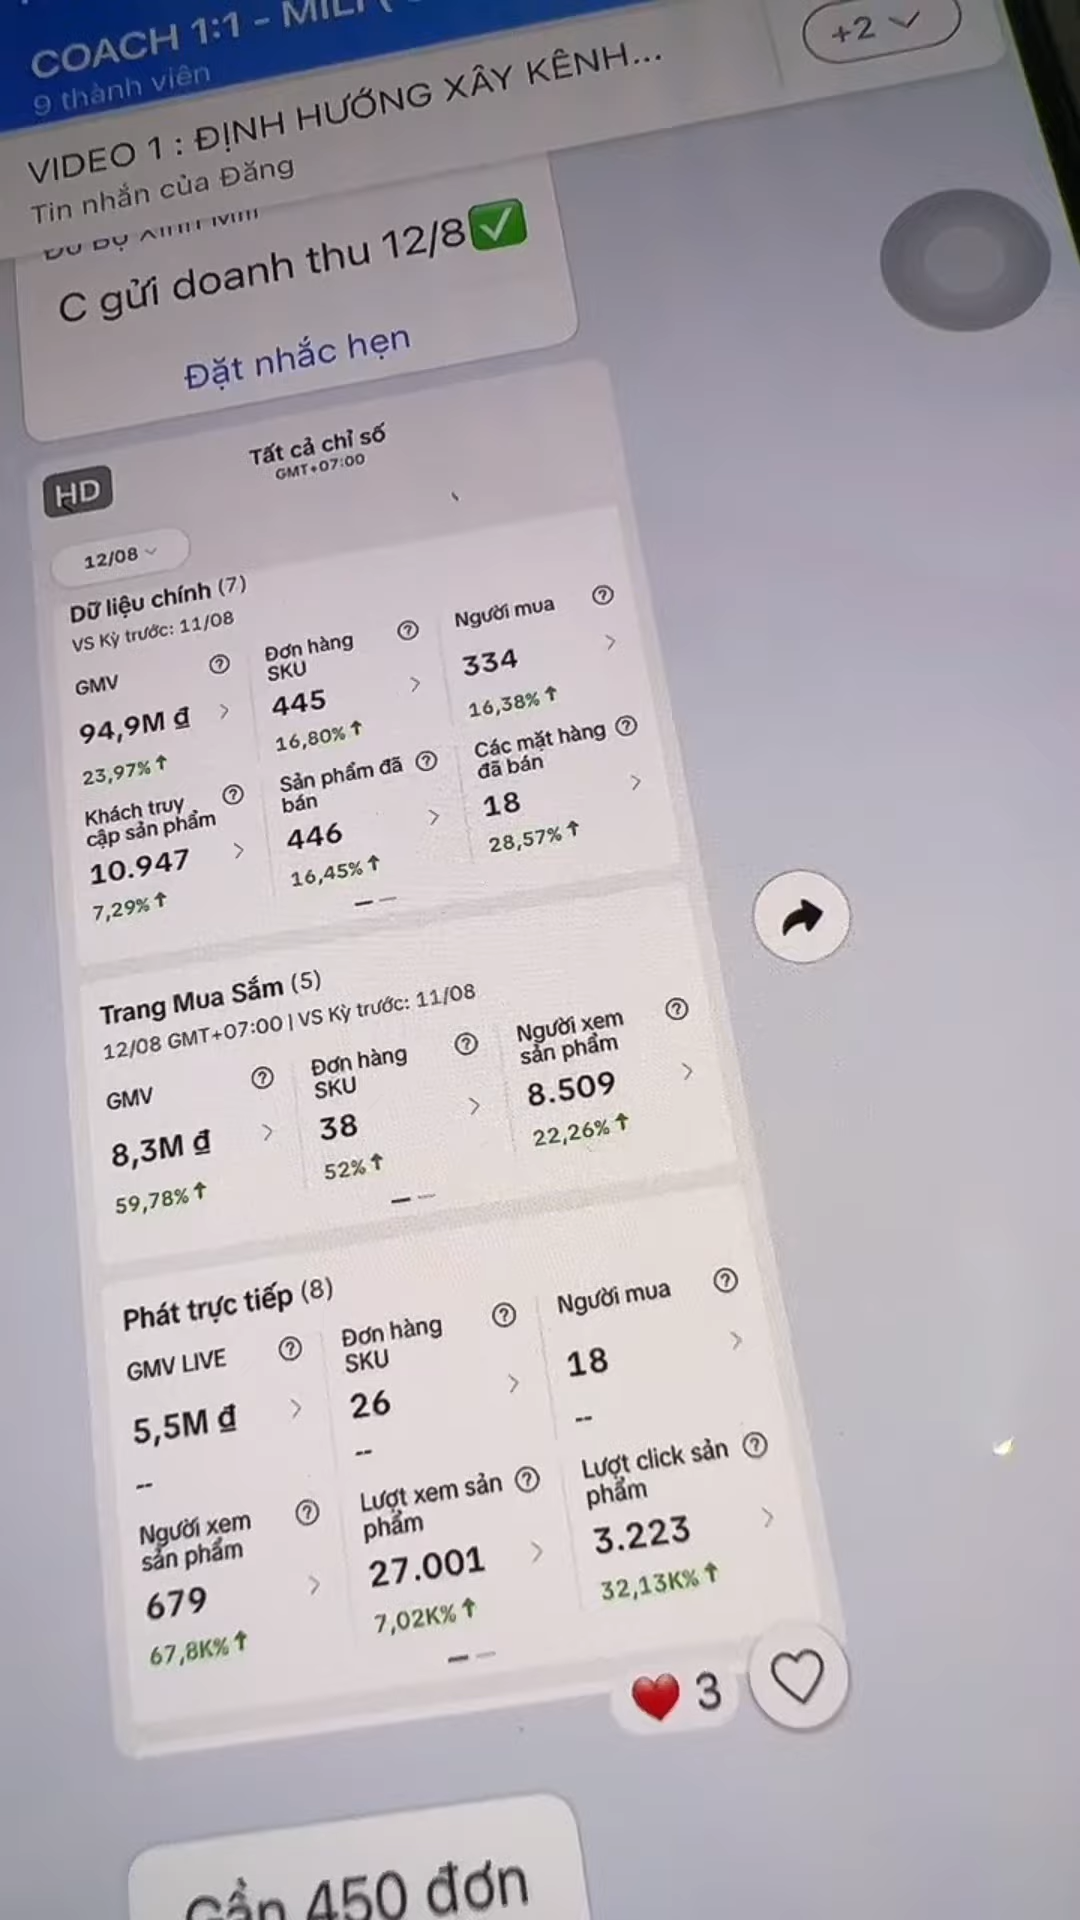 COACH 1:1 -
9 thành viên
VIDEO 1 : ĐỊNH HƯỚNG XÂY KÊNH...
Tin nhắn của Đăng
+2
C gửi doanh thu 12/8✅
Đặt nhắc hẹn
HD
Tất cả chỉ số
GMT+07:00
12/08
Dữ liệu chính (7)
VS Kỳ trước: 11/08
GMV
94,9M đ
23,97%↑
Đơn hàng
SKU
445
16,80%↑
Người mua
334
16,38%↑
Khách truy
cập sản phẩm
10.947
7,29%↑
Sản phẩm đã
bán
446
16,45%↑
Các mặt hàng
đã bán
18
28,57%↑
Trang Mua Sắm (5)
12/08 GMT+07:00 | VS Kỳ trước: 11/08
GMV
8,3M đ
59,78%↑
Đơn hàng
SKU
38
52%↑
Người xem
sản phẩm
8.509
22,26%↑
Phát trực tiếp (8)
GMV LIVE
5,5M đ
--
Đơn hàng
SKU
26
--
Người mua
18
--
Người xem
sản phẩm
679
67,8K%↑
Lượt xem sản
phẩm
27.001
7,02K%↑
Lượt click sản
phẩm
3.223
32,13K%↑
3
Gần 450 đơn